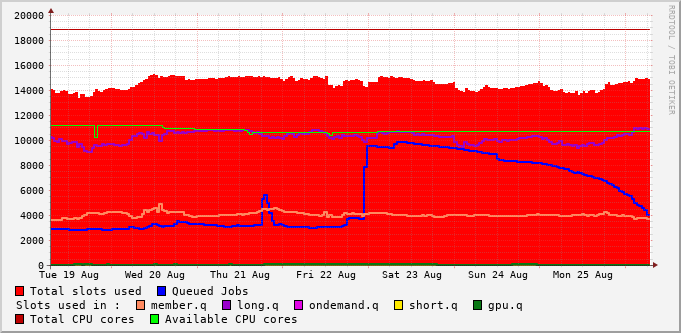 20000
18000
16000
14000
12000
10000
8000
6000
4000
2000
0
Tue 19 Aug Wed 20 Aug Thu 21 Aug Fri 22 Aug Sat 23 Aug Sun 24 Aug Mon 25 Aug
RRDTOOL / TOBI OETIKER
Total slots used Queued Jobs
Slots used in : member.q long.q ondemand.q short.q gpu.q
Total CPU cores Available CPU cores